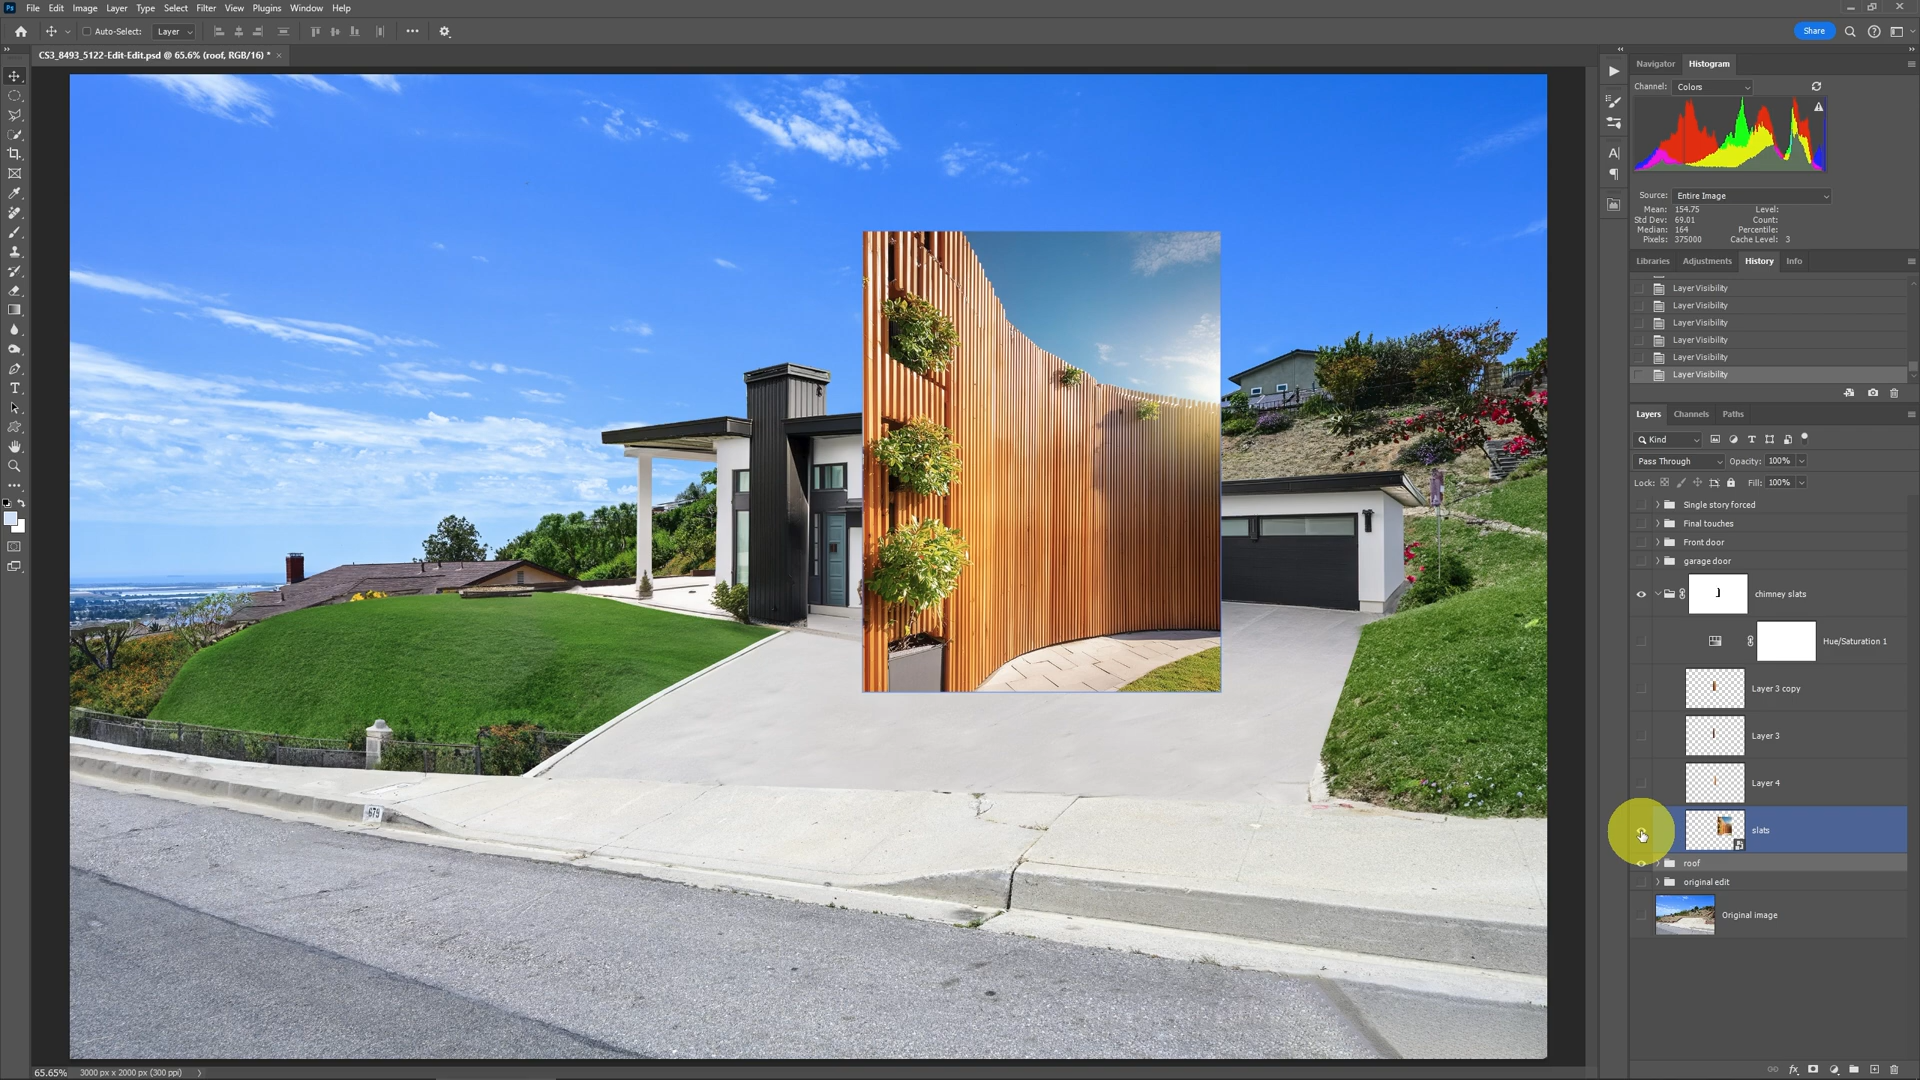 Ps File Edit Image Layer Type Select Filter View Plugins Window Help
Auto-Select: Layer Share
CS3_8493_5122-Edit-Edit.psd @ 65.6% (roof, RGB/16) * ×
Navigator Histogram
Channel: Colors
Source: Entire Image
Mean: 154.75 Level:
Std Dev: 69.01 Count:
Median: 164 Percentile:
Pixels: 375000 Cache Level: 3
Libraries Adjustments History Info
Layer Visibility
Layer Visibility
Layer Visibility
Layer Visibility
Layer Visibility
Layer Visibility
Layers Channels Paths
Kind
Pass Through Opacity: 100%
Lock: Fill: 100%
Single story forced
Final touches
Front door
garage door
chimney slats
Hue/Saturation 1
Layer 3 copy
Layer 3
Layer 4
slats
roof
original edit
Original image
679
65.65% 3000 px x 2000 px (300 ppi)